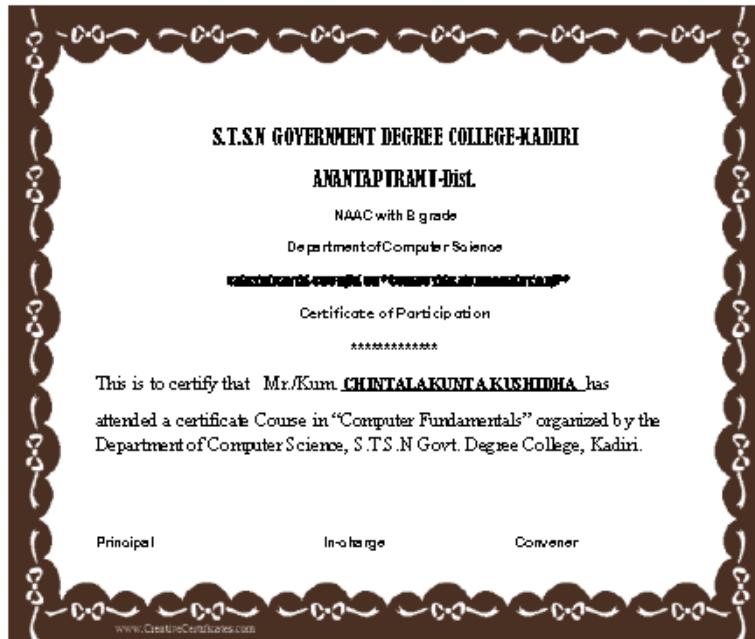 S.T.S.N GOVERNMENT DEGREE COLLEGE-KADIRI
ANANTAPURAMU-Dist.
NAAC with B grade
Department of Computer Science
Certificate of Participation
*************
This is to certify that Mr./Kum. CHINTALAKUNTA KUSHIDHA has
attended a certificate Course in “Computer Fundamentals” organized by the
Department of Computer Science, S.T.S.N Govt. Degree College, Kadiri.
Principal In-charge Convener
www.CreativeCertificates.com